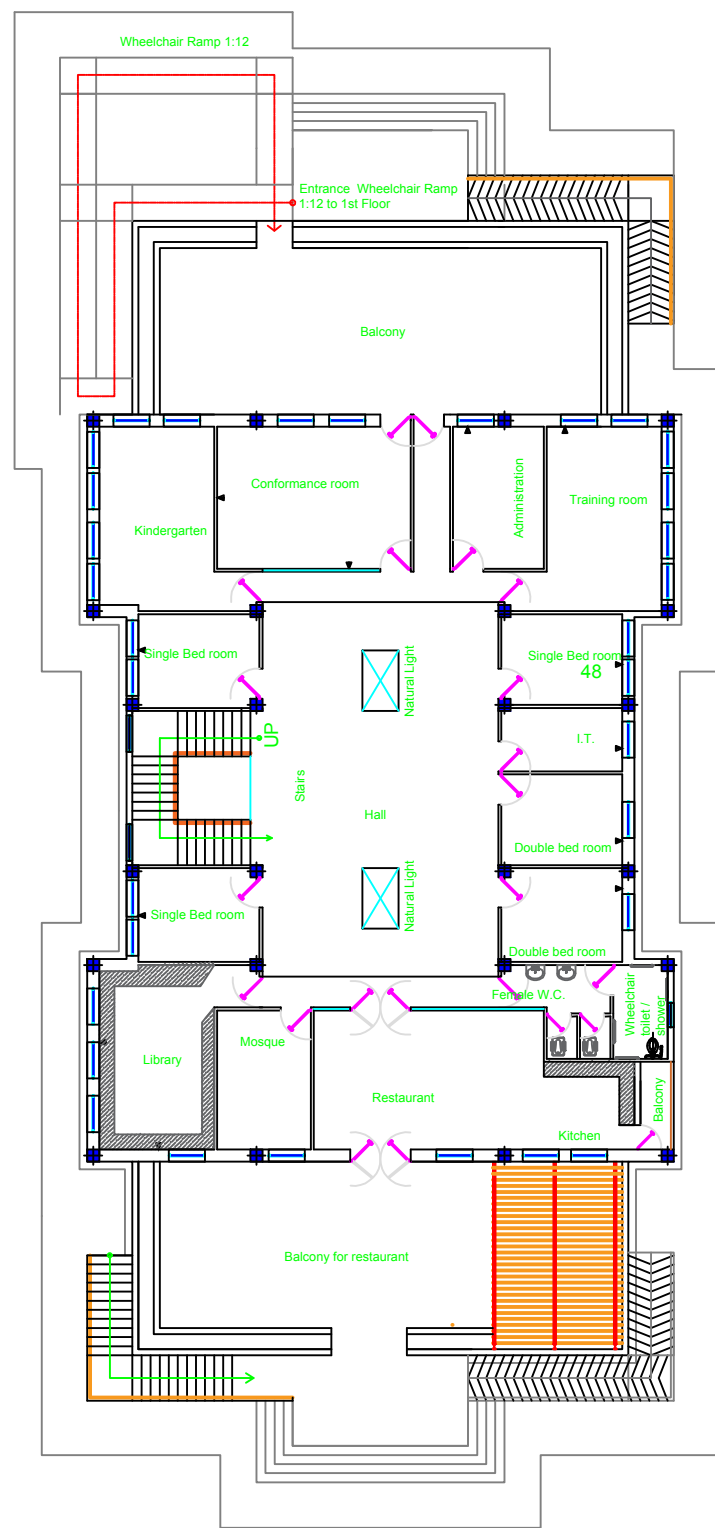 Wheelchair Ramp 1:12
Entrance Wheelchair Ramp
1:12 to 1st Floor
Balcony
Conformance room
Administration
Training room
Kindergarten
Single Bed room
Natural Light
Single Bed room
48
UP
Stairs
I.T.
Hall
Double bed room
Natural Light
Single Bed room
Double bed room
Female W.C.
Wheelchair
toilet /
shower
Mosque
Library
Restaurant
Kitchen
Balcony
Balcony for restaurant